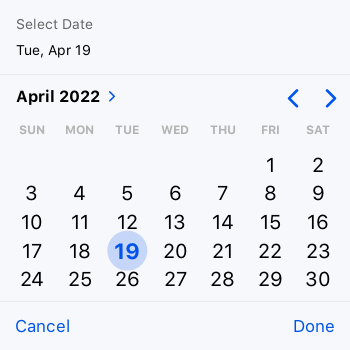 Select Date
Tue, Apr 19
April 2022
SUN MON TUE WED THU FRI SAT
1 2
3 4 5 6 7 8 9
10 11 12 13 14 15 16
17 18 19 20 21 22 23
24 25 26 27 28 29 30
Cancel Done